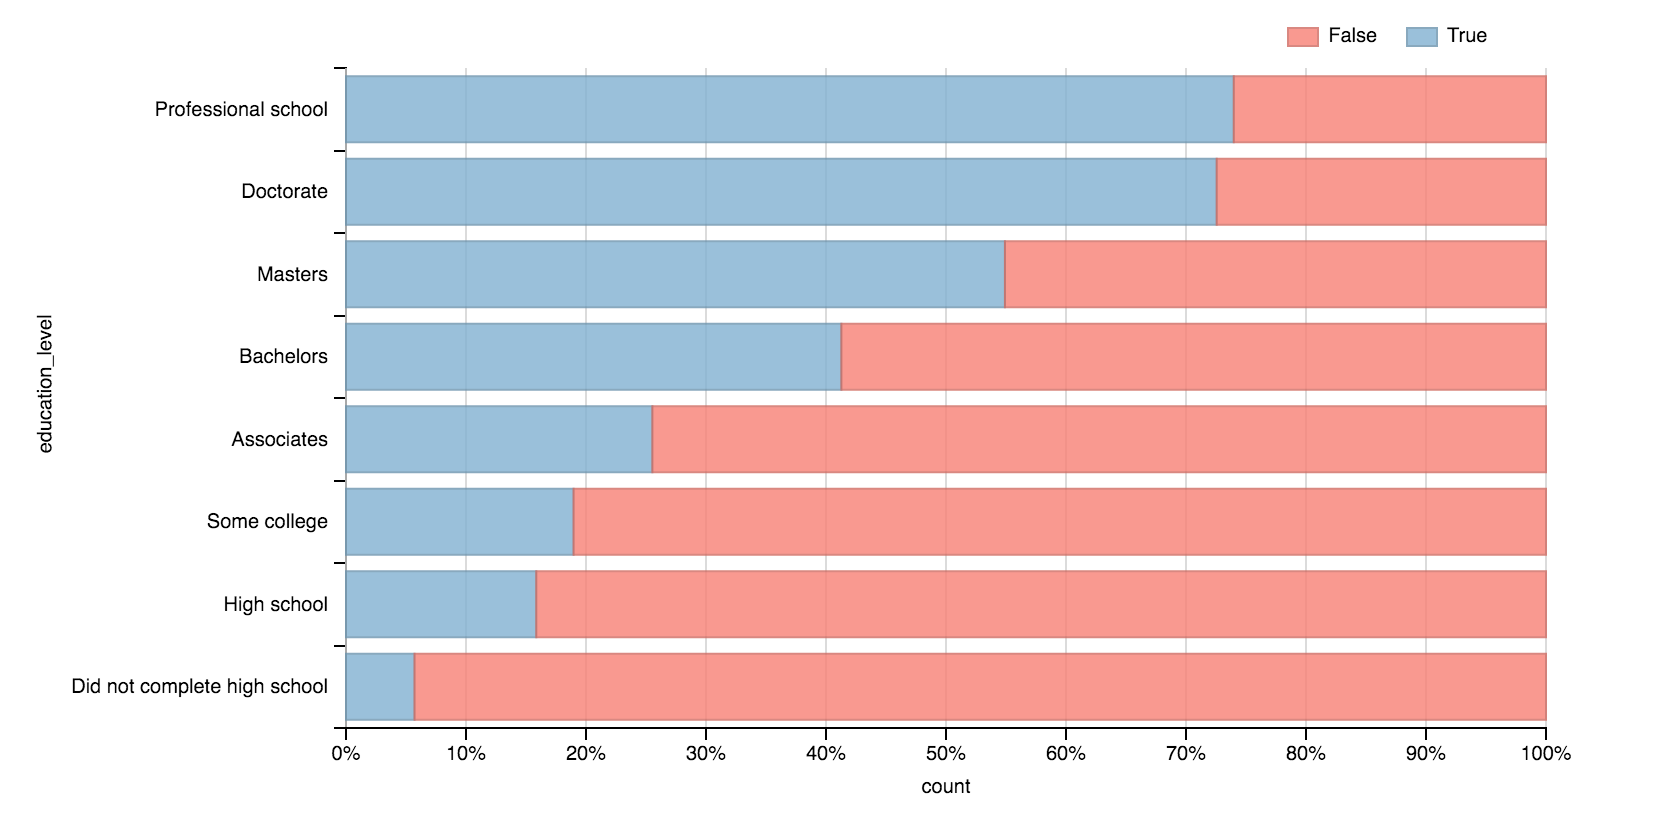 False True
Professional school
Doctorate
Masters
Bachelors
Associates
Some college
High school
Did not complete high school
education_level
0% 10% 20% 30% 40% 50% 60% 70% 80% 90% 100%
count